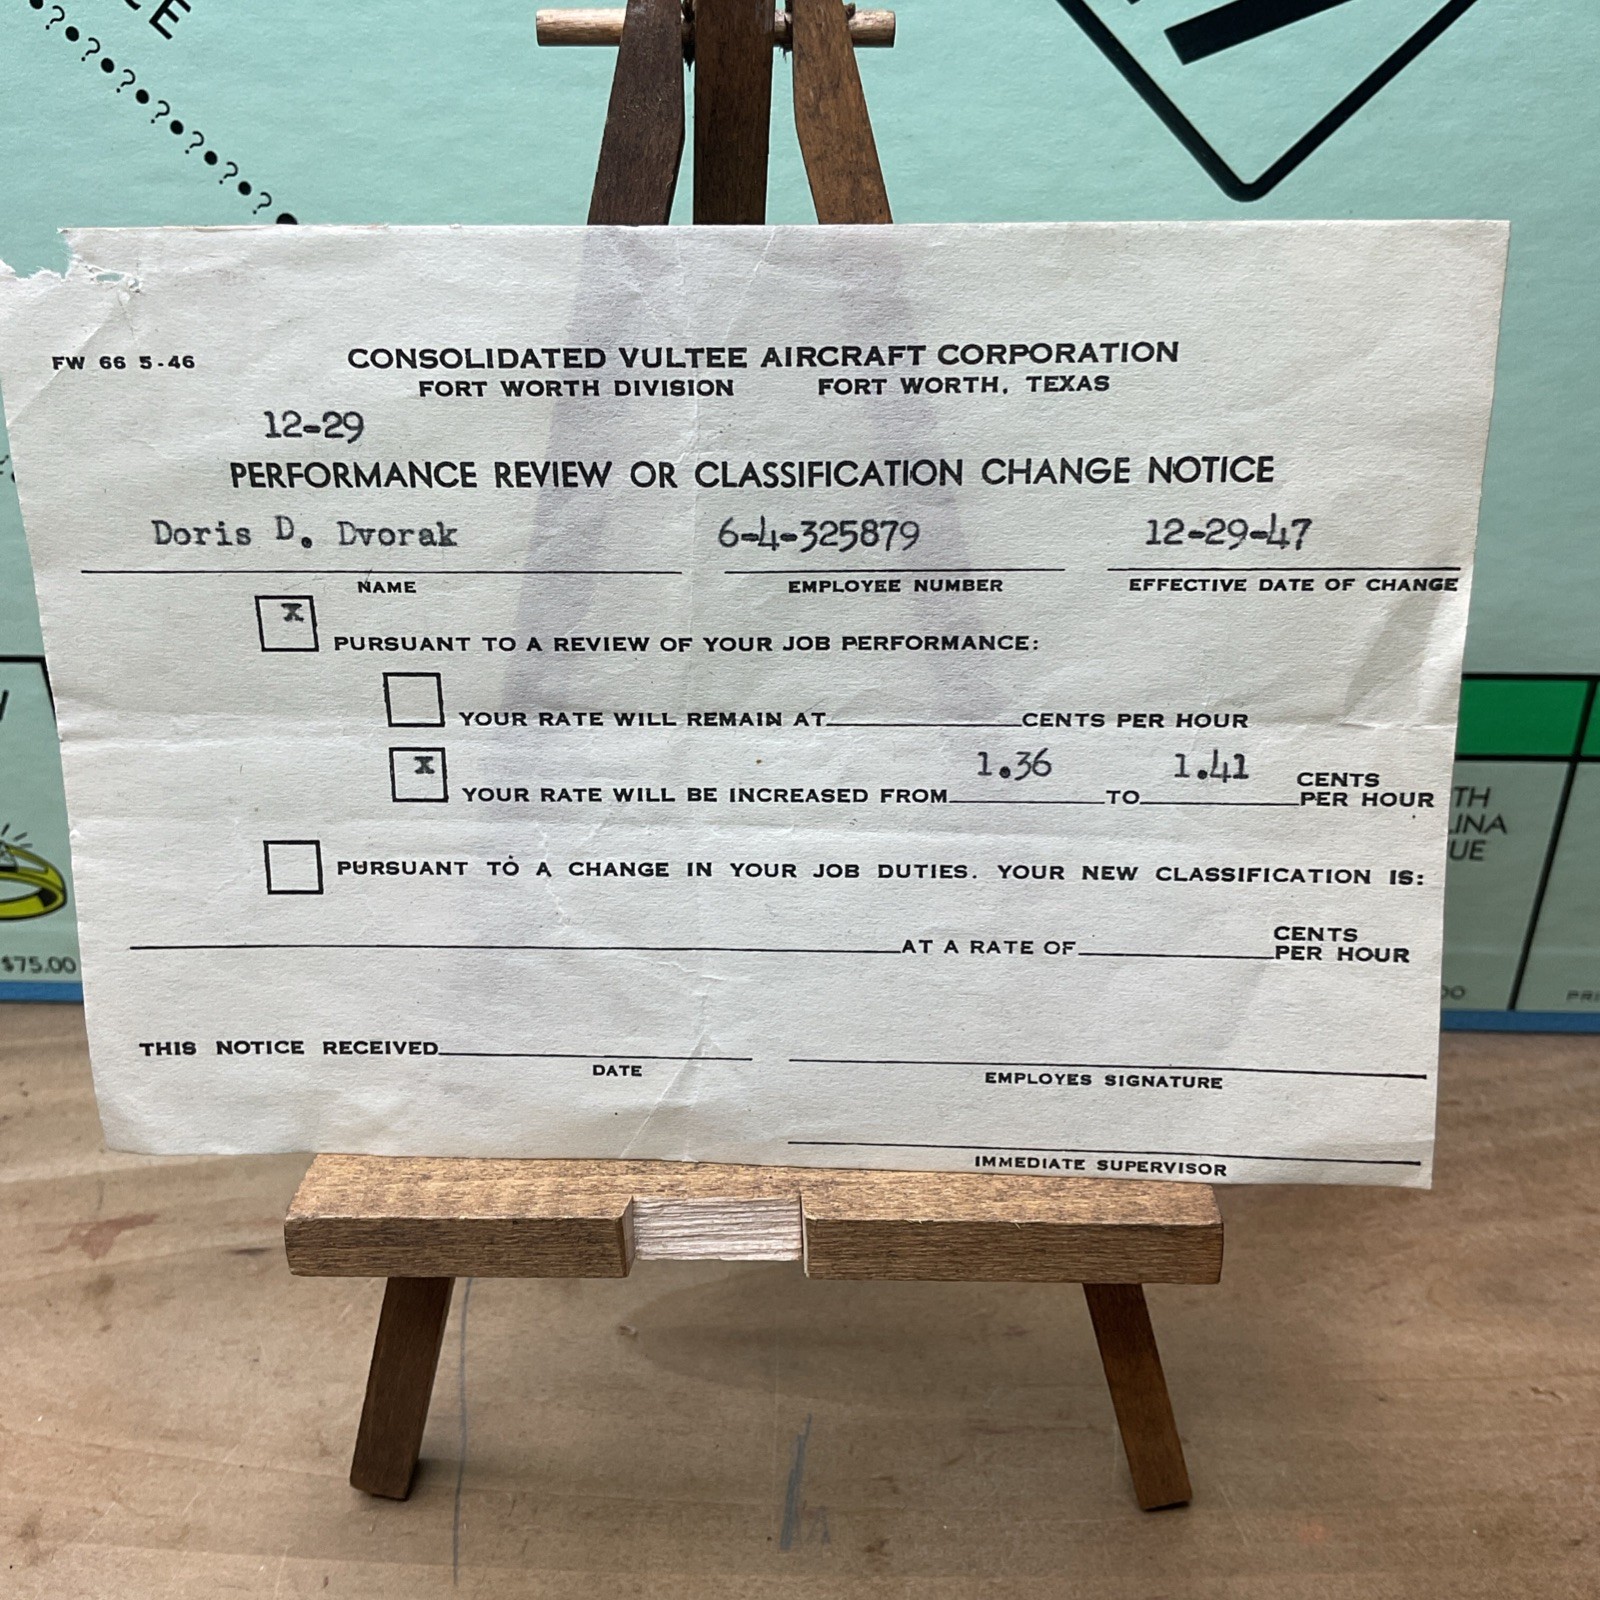 FW 66 5-46
CONSOLIDATED VULTEE AIRCRAFT CORPORATION
FORT WORTH DIVISION FORT WORTH, TEXAS
12-29
PERFORMANCE REVIEW OR CLASSIFICATION CHANGE NOTICE
Doris D. Dvorak 6-4-325879 12-29-47
NAME EMPLOYEE NUMBER EFFECTIVE DATE OF CHANGE
X PURSUANT TO A REVIEW OF YOUR JOB PERFORMANCE:
YOUR RATE WILL REMAIN AT CENTS PER HOUR
X YOUR RATE WILL BE INCREASED FROM 1.36 TO 1.41 CENTS PER HOUR
PURSUANT TO A CHANGE IN YOUR JOB DUTIES. YOUR NEW CLASSIFICATION IS:
AT A RATE OF CENTS PER HOUR
THIS NOTICE RECEIVED
DATE
EMPLOYES SIGNATURE
IMMEDIATE SUPERVISOR
$75.00